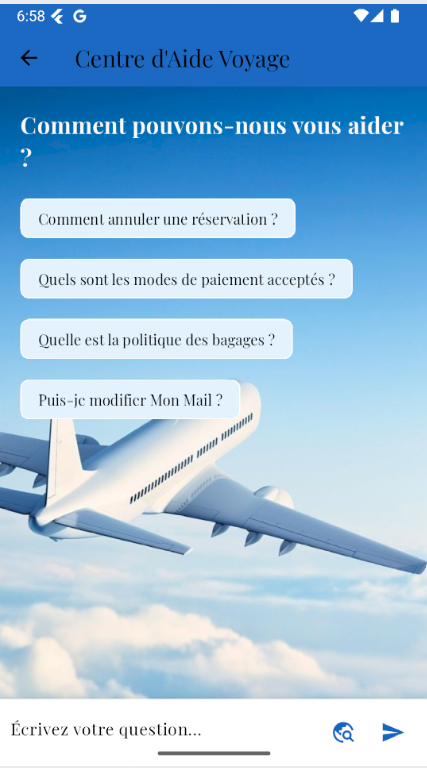 6:58
Centre d'Aide Voyage
Comment pouvons-nous vous aider
?
Comment annuler une réservation ?
Quels sont les modes de paiement acceptés ?
Quelle est la politique des bagages ?
Puis-je modifier Mon Mail ?
Écrivez votre question...